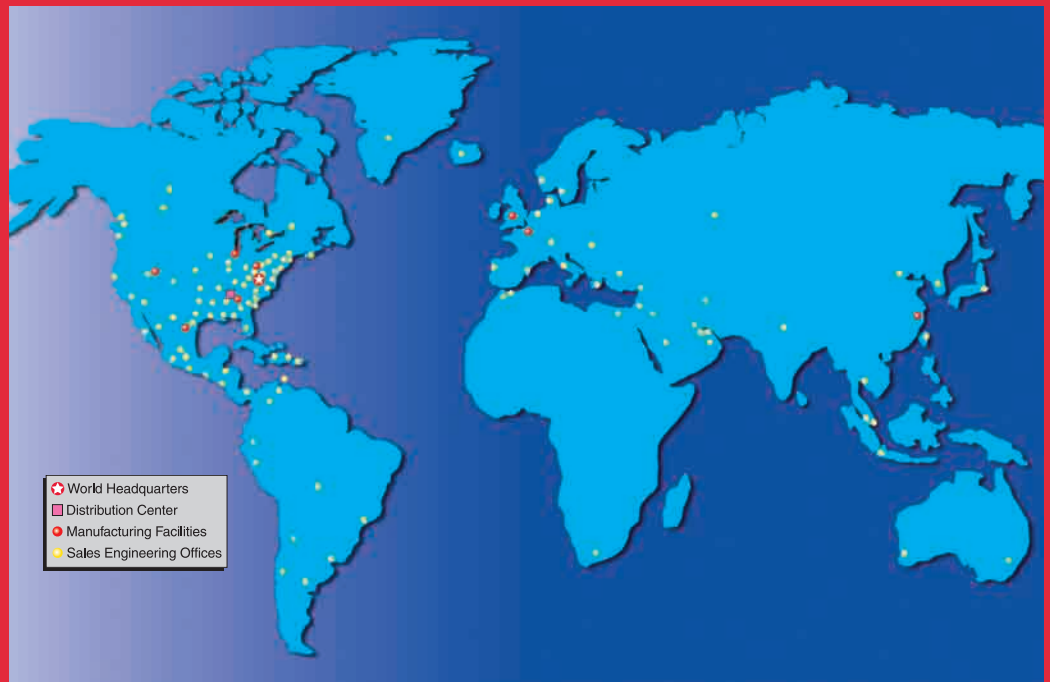 World Headquarters
Distribution Center
Manufacturing Facilities
Sales Engineering Offices